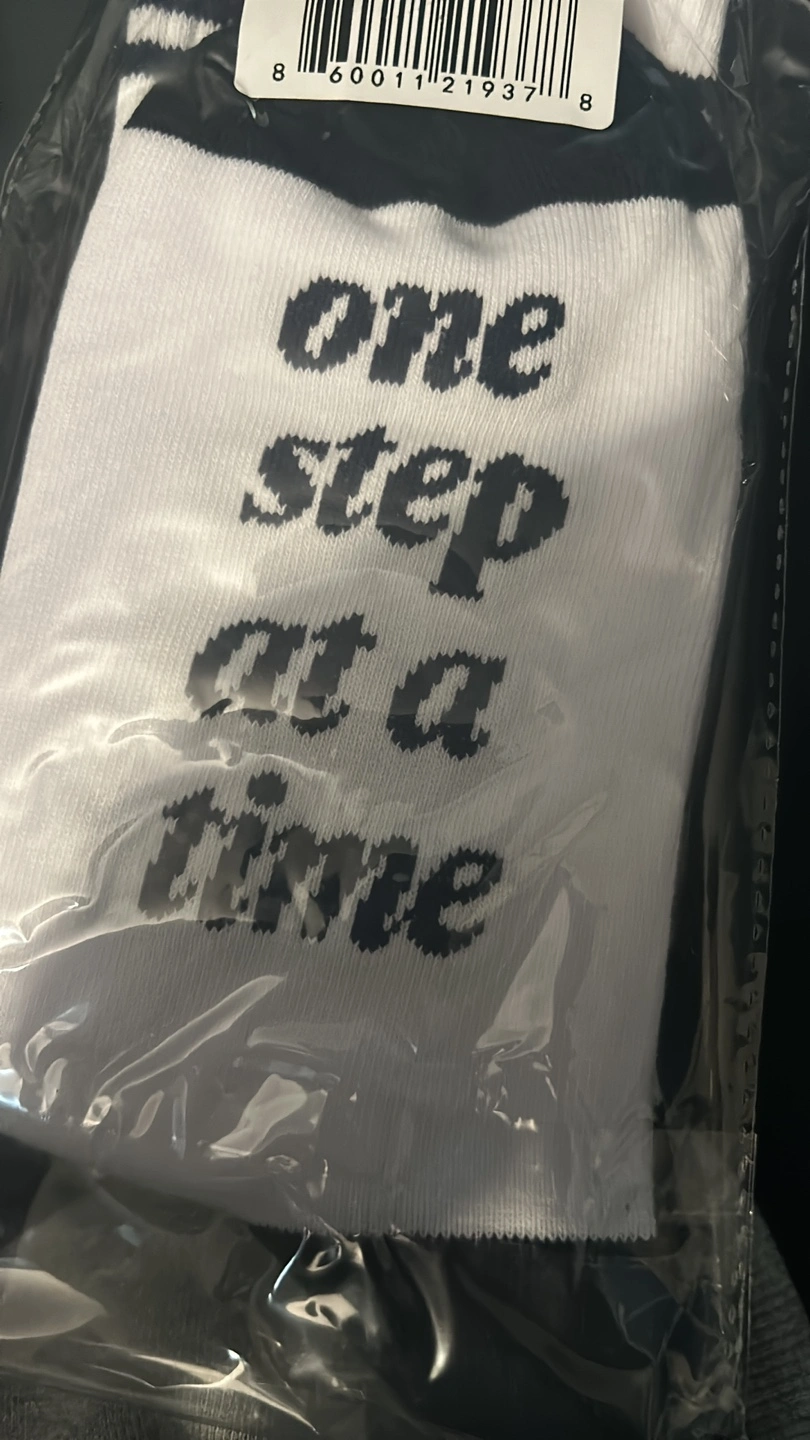 8 60011 21937 8
one
step
at a
time